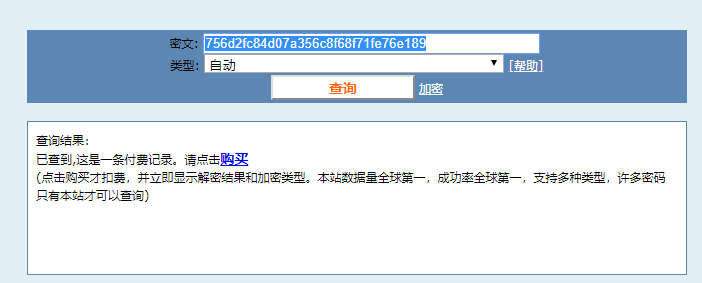 密文: 756d2fc84d07a356c8f68f71fe76e189
类型: 自动 ▼ [帮助]
查询 加密
查询结果:
已查到,这是一条付费记录。请点击购买
(点击购买才扣费，并立即显示解密结果和加密类型。本站数据量全球第一，成功率全球第一，支持多种类型，许多密码
只有本站才可以查询)